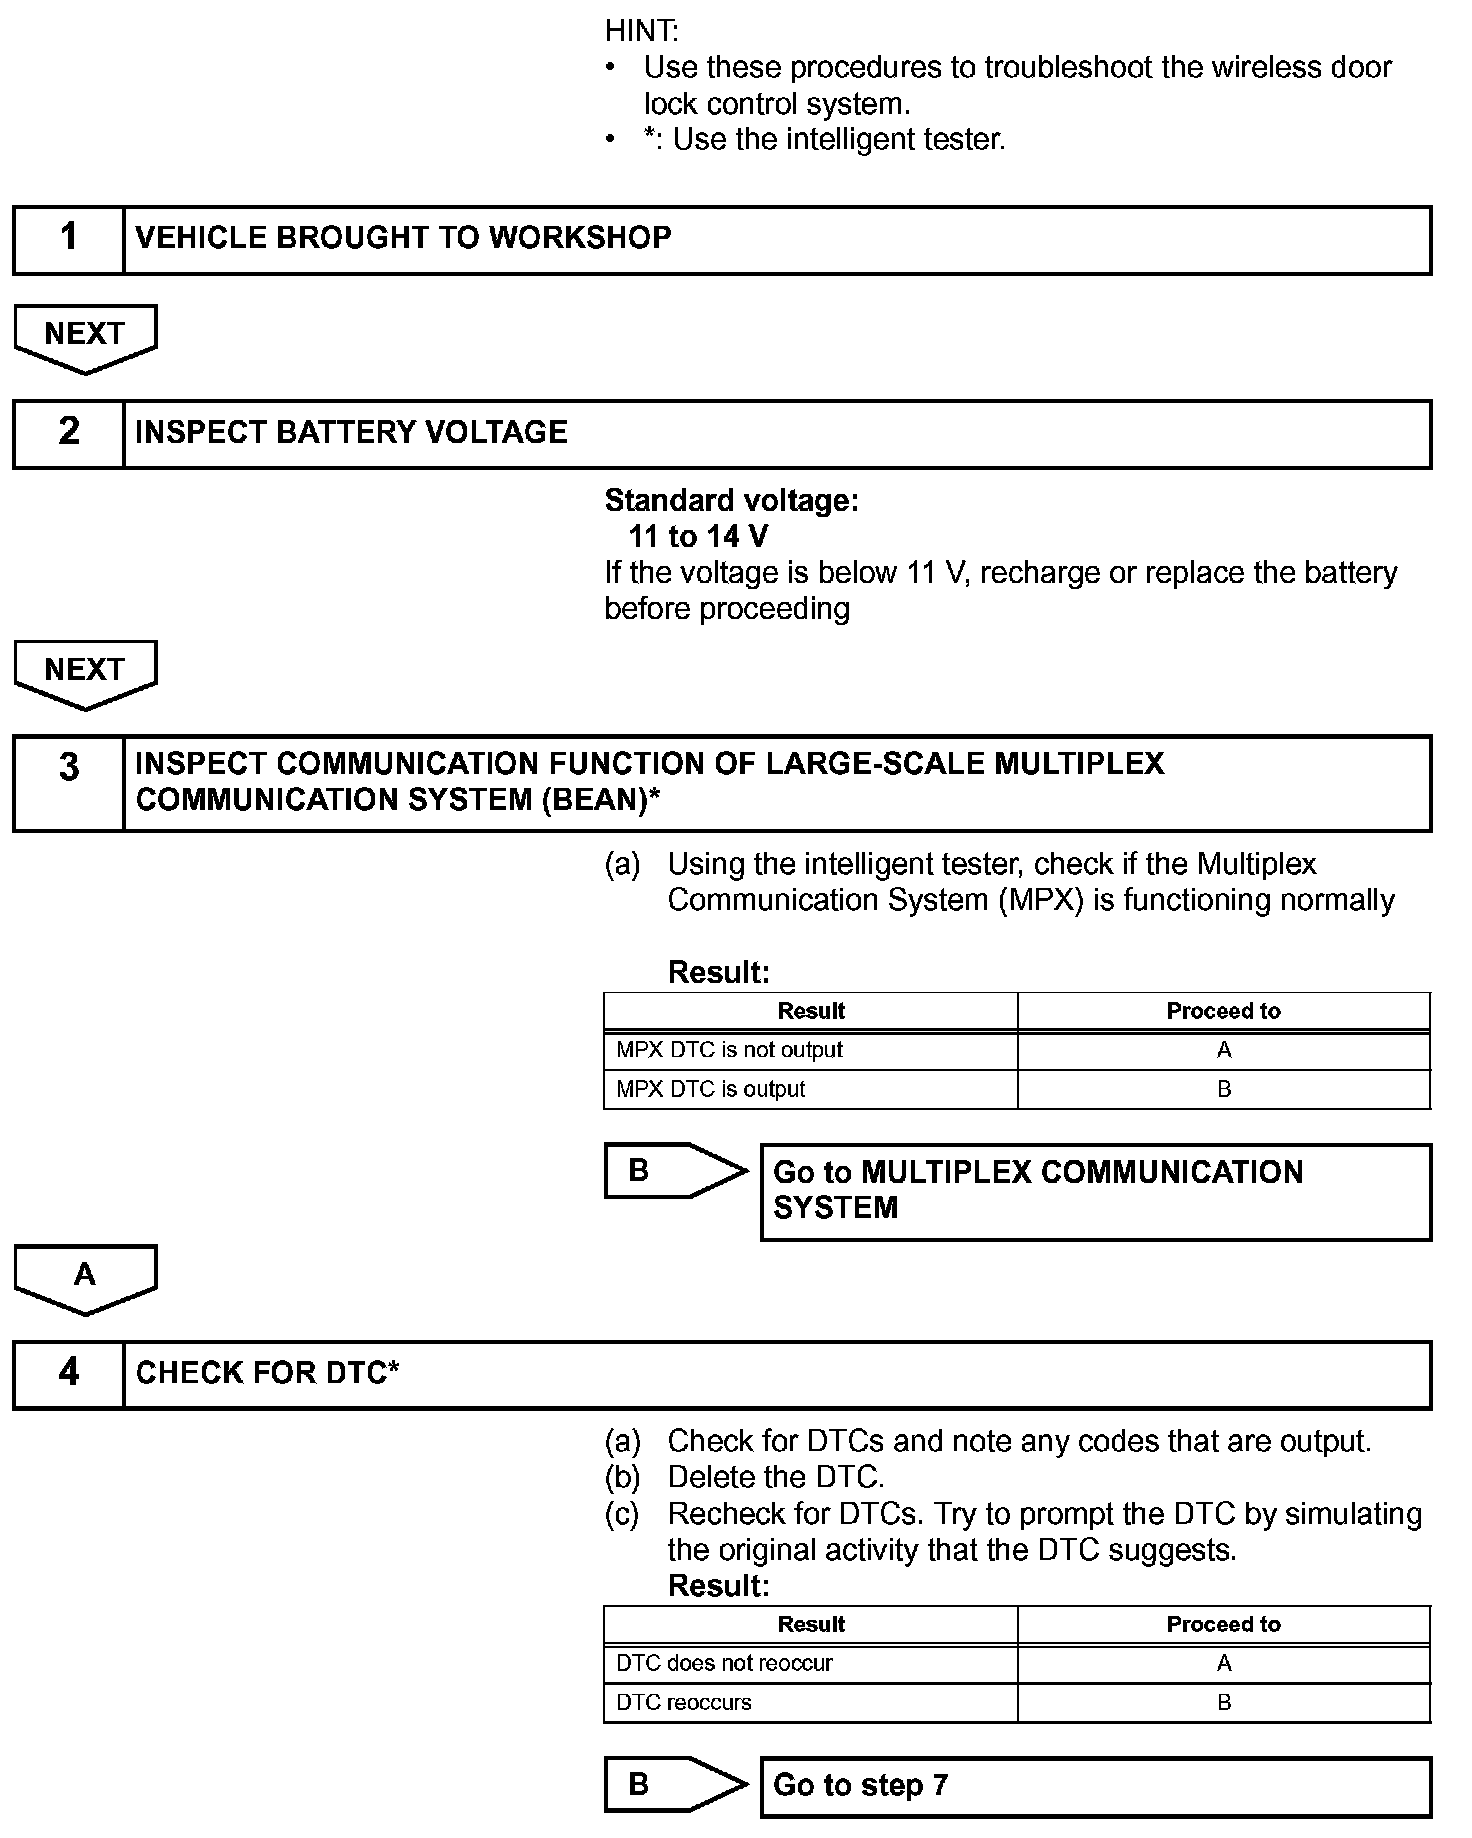 HINT:
• Use these procedures to troubleshoot the wireless door
lock control system.
• *: Use the intelligent tester.
1 VEHICLE BROUGHT TO WORKSHOP
NEXT
2 INSPECT BATTERY VOLTAGE
Standard voltage:
11 to 14 V
If the voltage is below 11 V, recharge or replace the battery
before proceeding
NEXT
3 INSPECT COMMUNICATION FUNCTION OF LARGE-SCALE MULTIPLEX
COMMUNICATION SYSTEM (BEAN)*
(a) Using the intelligent tester, check if the Multiplex
Communication System (MPX) is functioning normally
Result:
Result Proceed to
MPX DTC is not output A
MPX DTC is output B
B Go to MULTIPLEX COMMUNICATION
SYSTEM
A
4 CHECK FOR DTC*
(a) Check for DTCs and note any codes that are output.
(b) Delete the DTC.
(c) Recheck for DTCs. Try to prompt the DTC by simulating
the original activity that the DTC suggests.
Result:
Result Proceed to
DTC does not reoccur A
DTC reoccurs B
B Go to step 7